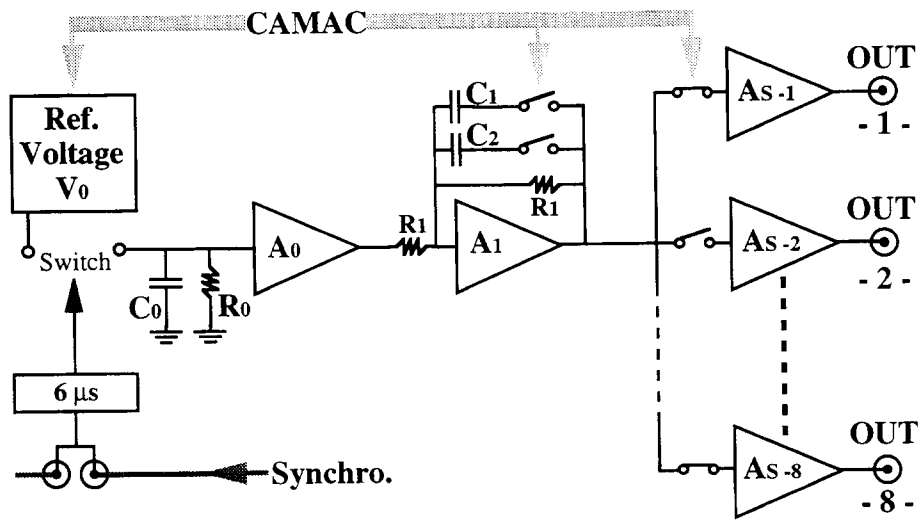 CAMAC
Ref.
Voltage
V0
Switch
6 μs
Synchro.
C0
R0
A0
R1
C1
C2
R1
A1
AS-1
OUT
- 1 -
AS-2
OUT
- 2 -
AS-8
OUT
- 8 -